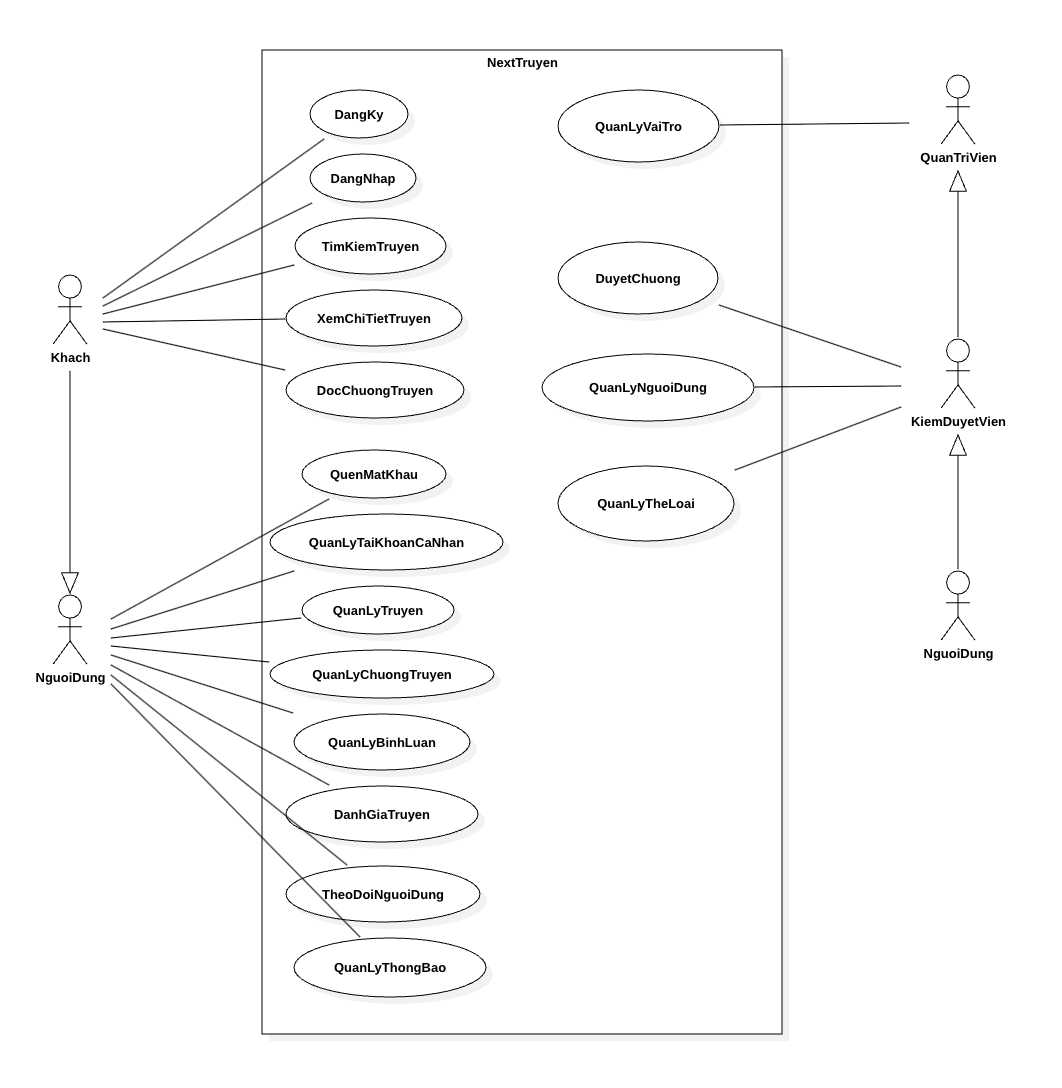 NextTruyen
DangKy
DangNhap
TimKiemTruyen
XemChiTietTruyen
DocChuongTruyen
QuenMatKhau
QuanLyTaiKhoanCaNhan
QuanLyTruyen
QuanLyChuongTruyen
QuanLyBinhLuan
DanhGiaTruyen
TheoDoiNguoiDung
QuanLyThongBao
QuanLyVaiTro
DuyetChuong
QuanLyNguoiDung
QuanLyTheLoai
Khach
NguoiDung
QuanTriVien
KiemDuyetVien
NguoiDung